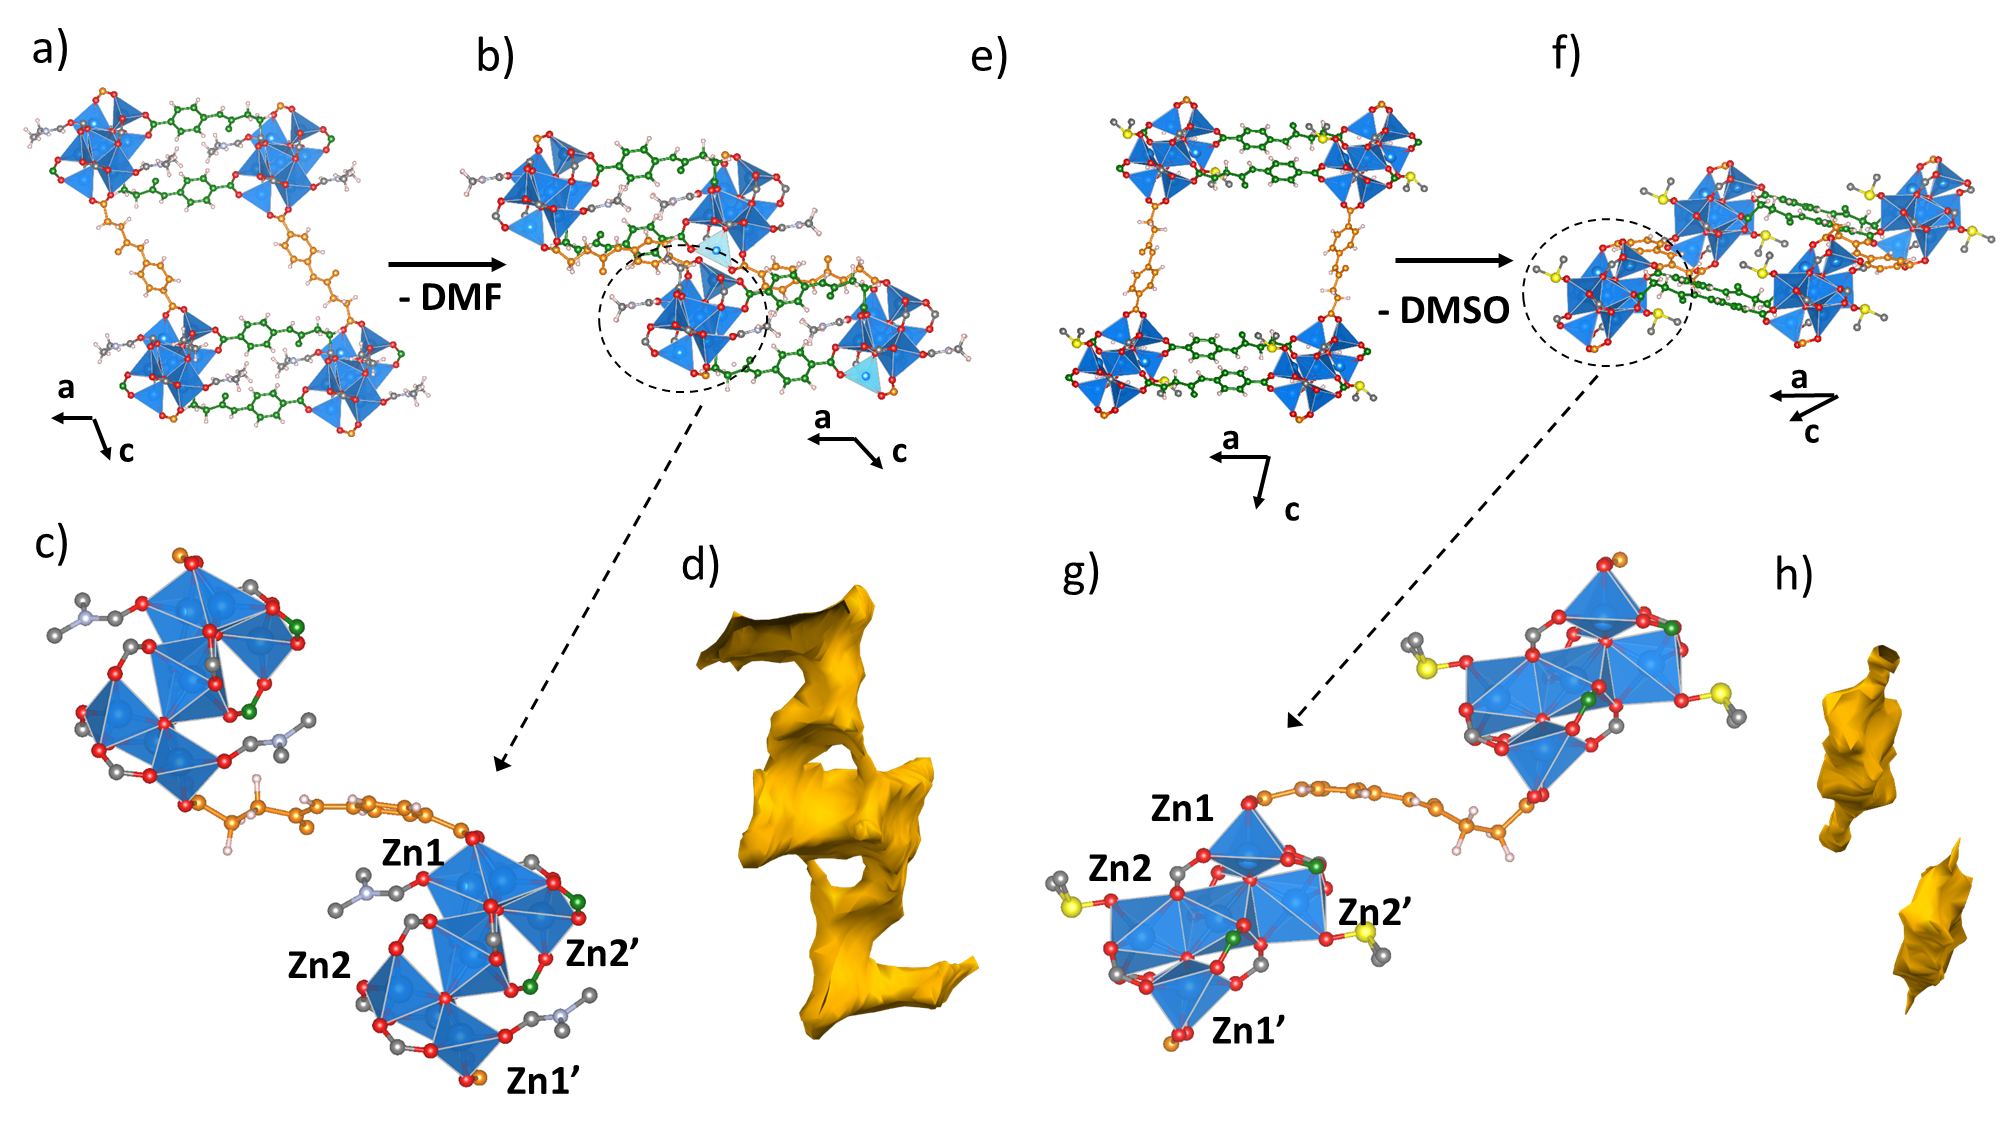 a)
b)
e)
f)
- DMF
- DMSO
a
c
a
c
a
c
a
c
c)
d)
g)
h)
Zn1
Zn2
Zn2’
Zn1’
Zn1
Zn2
Zn2’
Zn1’